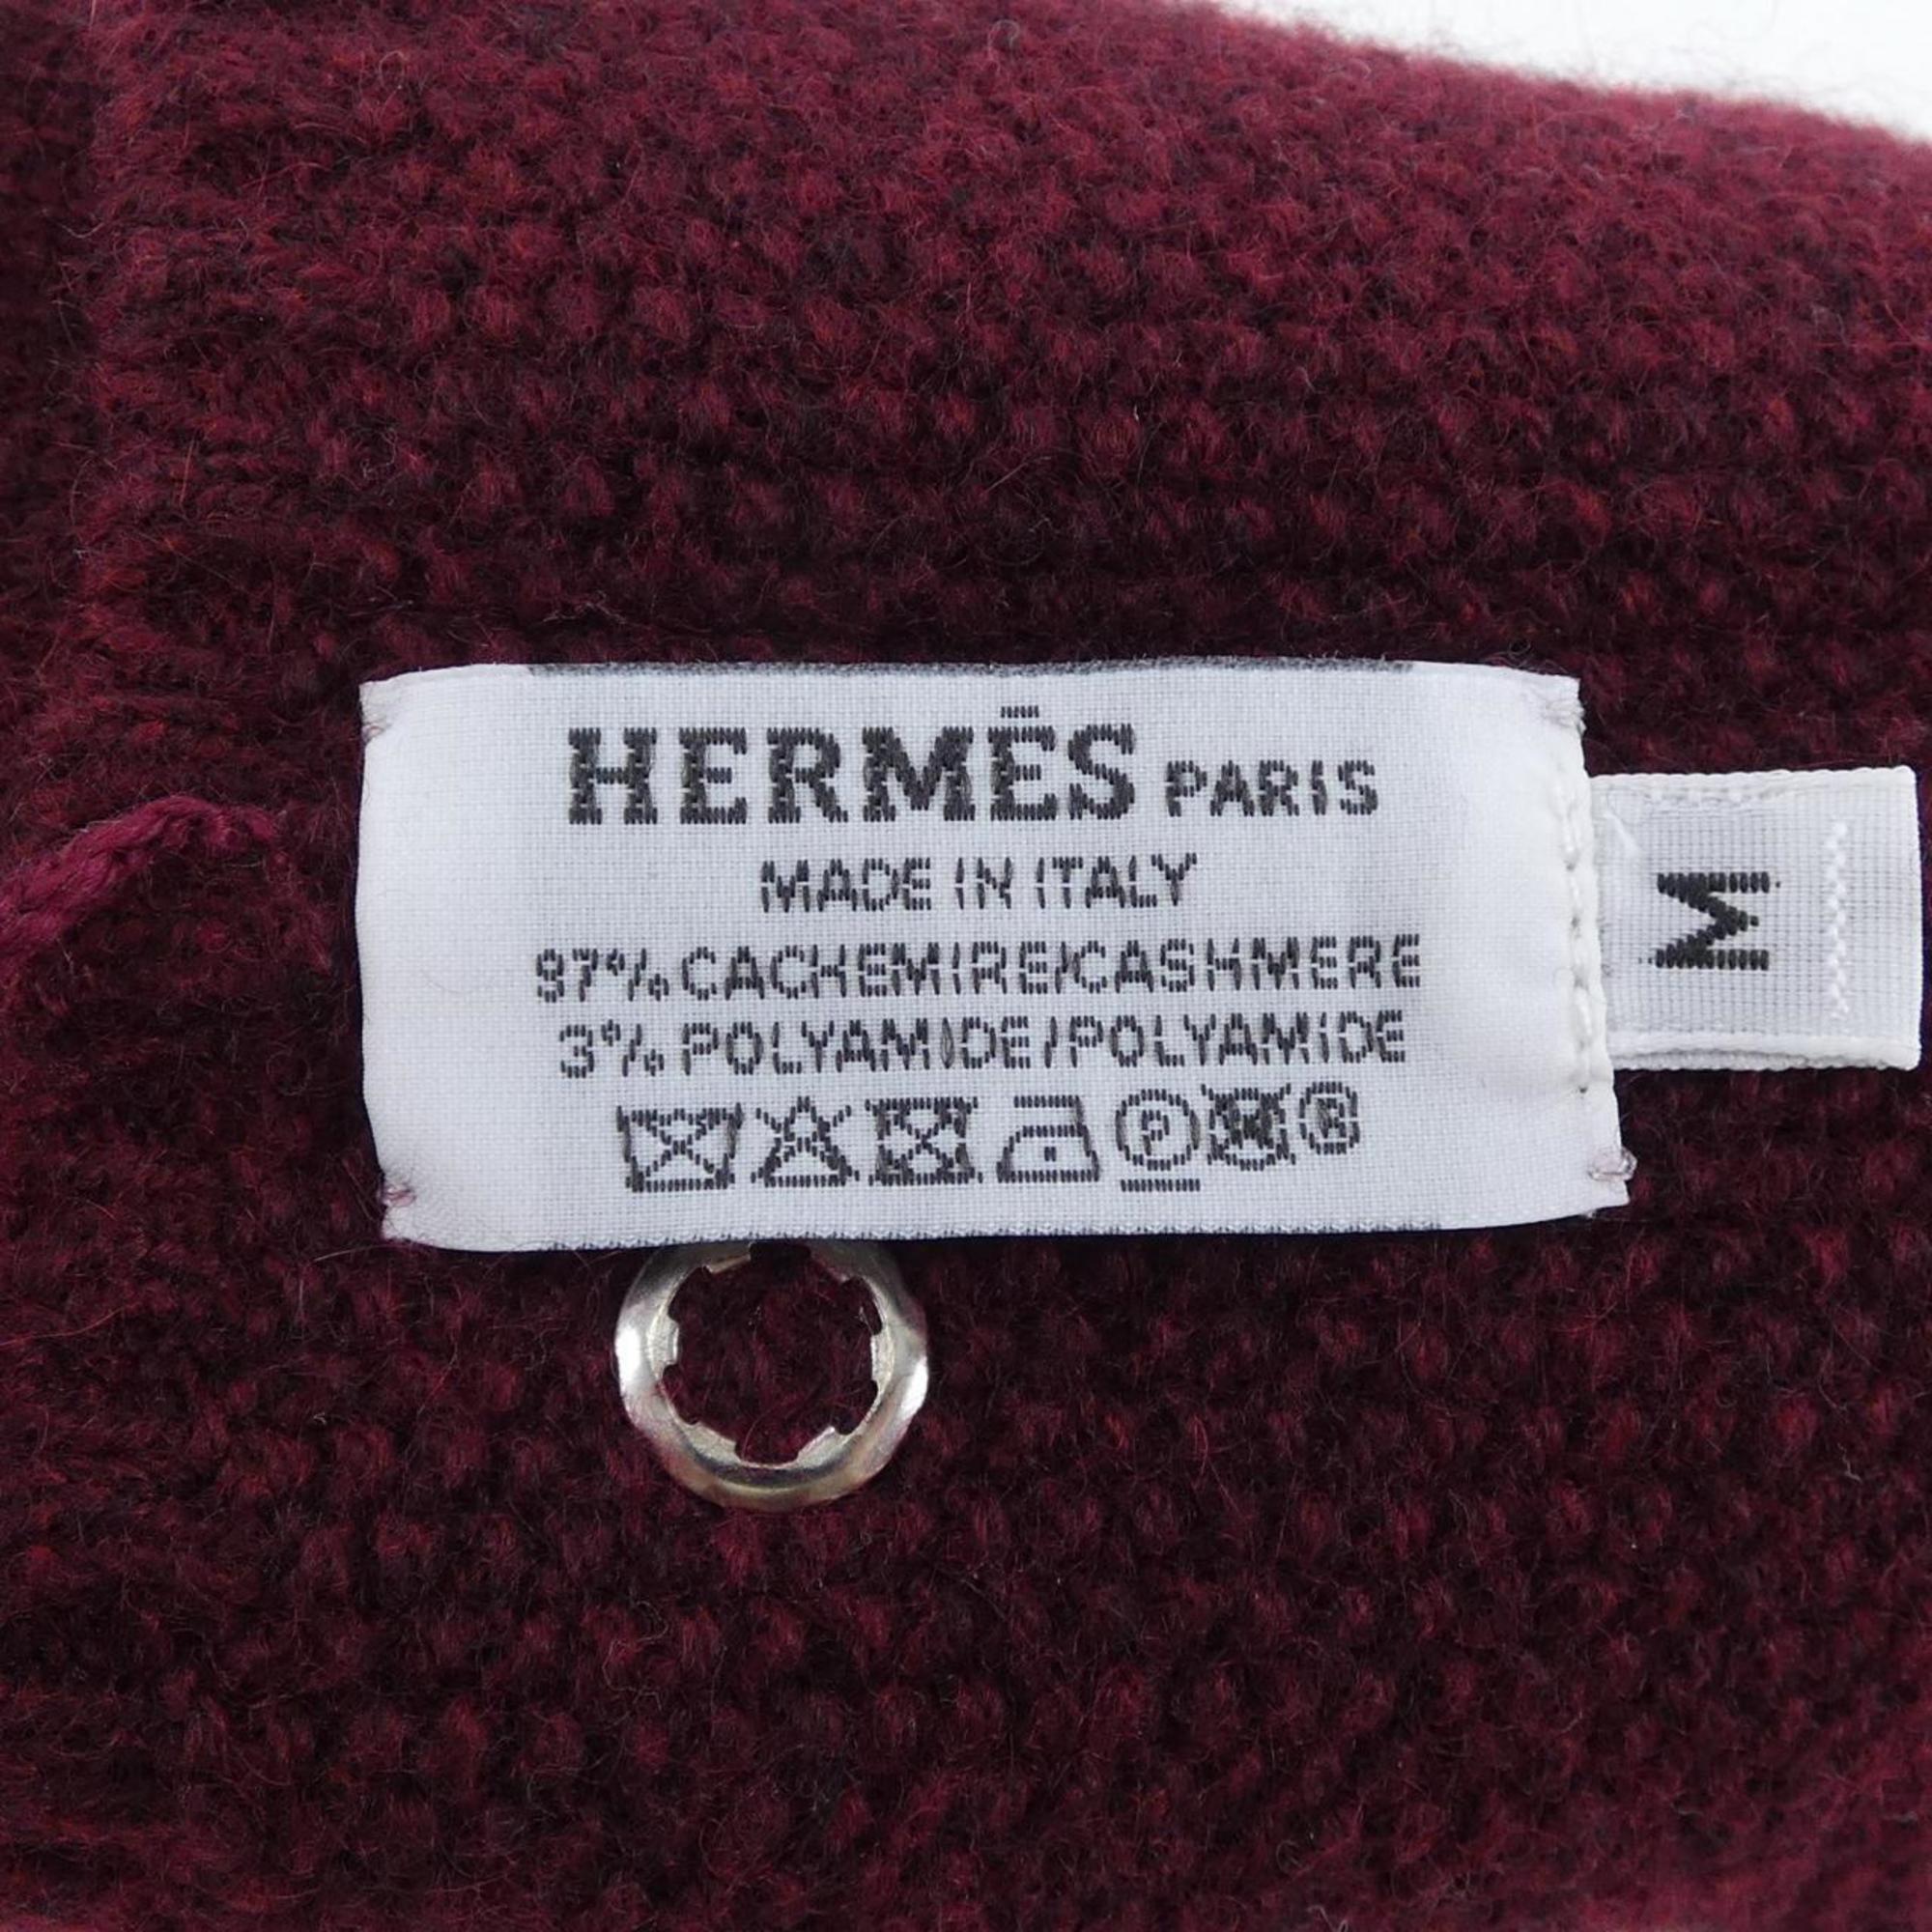 HERMÈS PARIS
MADE IN ITALY
97% CACHEMIRE/CASHMERE
3% POLYAMIDE/POLYAMIDE
P ®
M